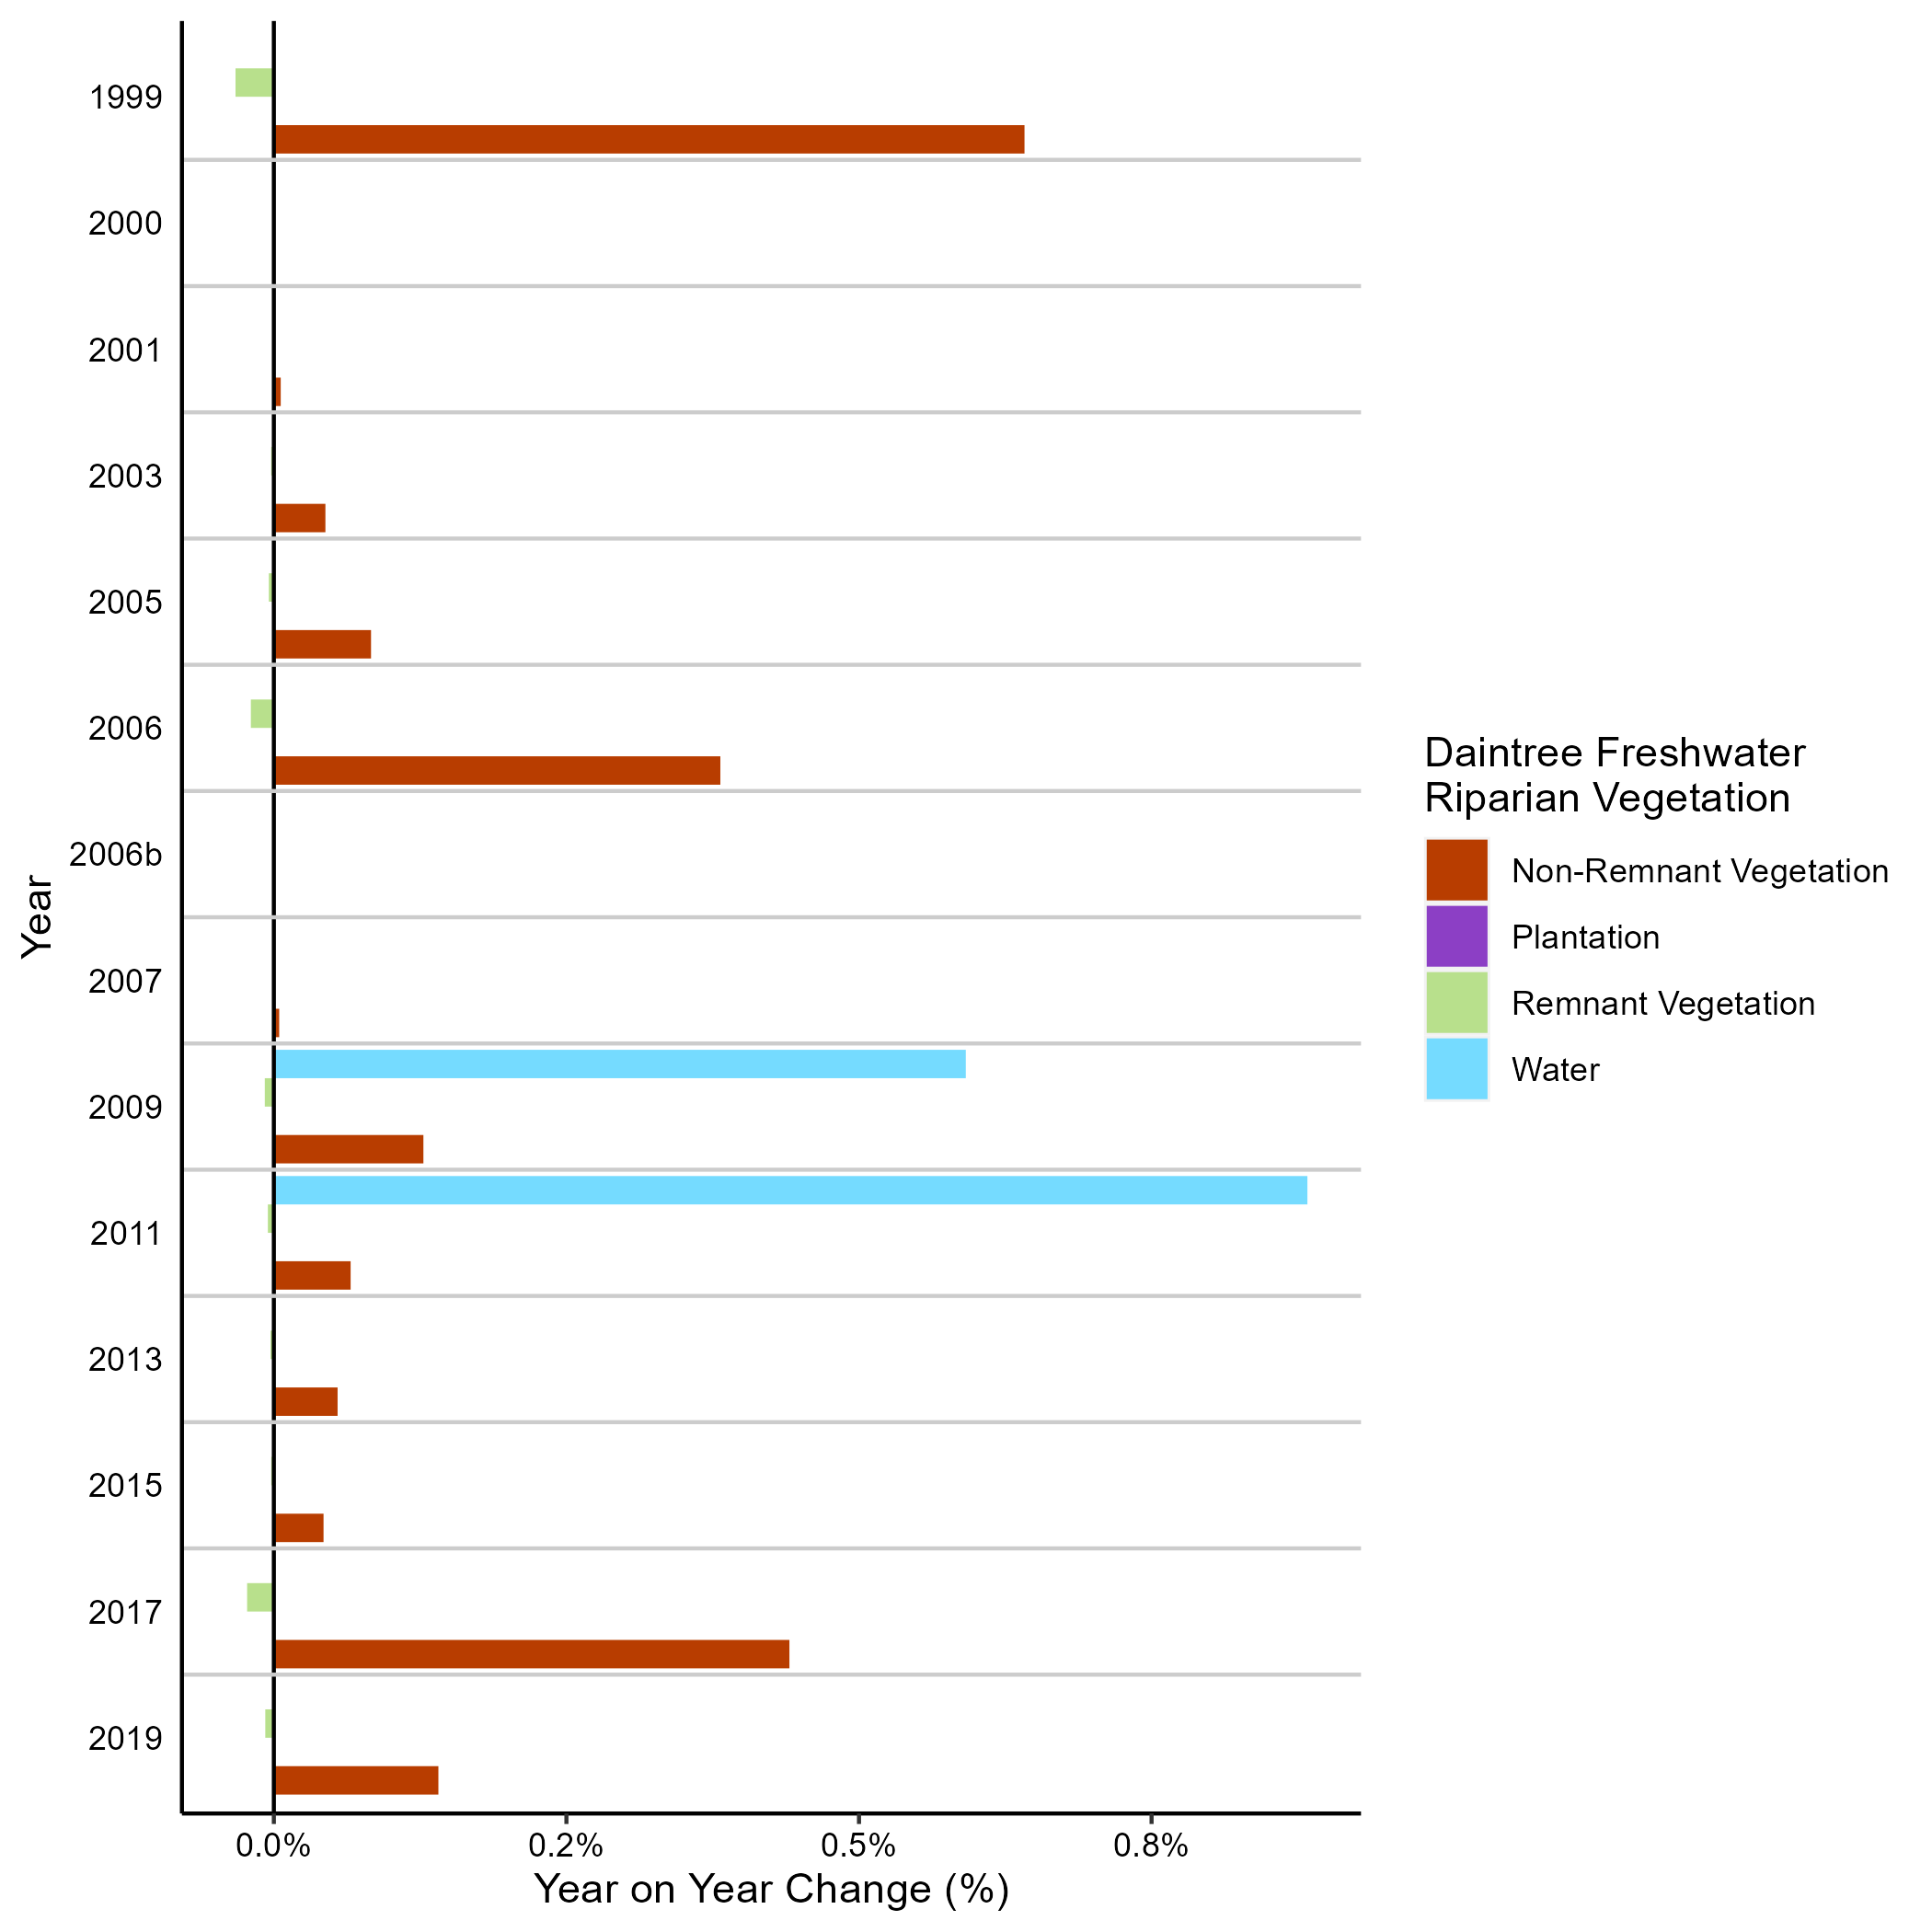 1999
2000
2001
2003
2005
2006
2006b
2007
2009
2011
2013
2015
2017
2019
Year
0.0%
0.2%
0.5%
0.8%
Year on Year Change (%)
Daintree Freshwater
Riparian Vegetation
Non-Remnant Vegetation
Plantation
Remnant Vegetation
Water